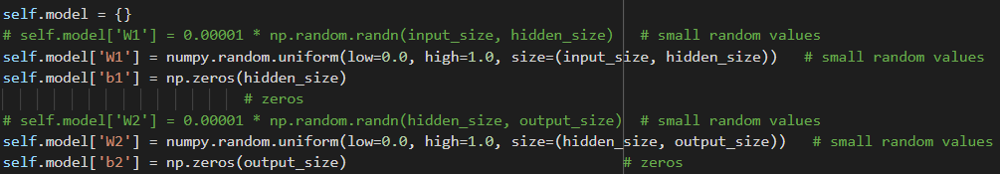 self.model = {}
# self.model['W1'] = 0.00001 * np.random.randn(input_size, hidden_size)   # small random values
self.model['W1'] = numpy.random.uniform(low=0.0, high=1.0, size=(input_size, hidden_size))   # small random values
self.model['b1'] = np.zeros(hidden_size)
# zeros
# self.model['W2'] = 0.00001 * np.random.randn(hidden_size, output_size)  # small random values
self.model['W2'] = numpy.random.uniform(low=0.0, high=1.0, size=(hidden_size, output_size))   # small random values
self.model['b2'] = np.zeros(output_size)                               # zeros